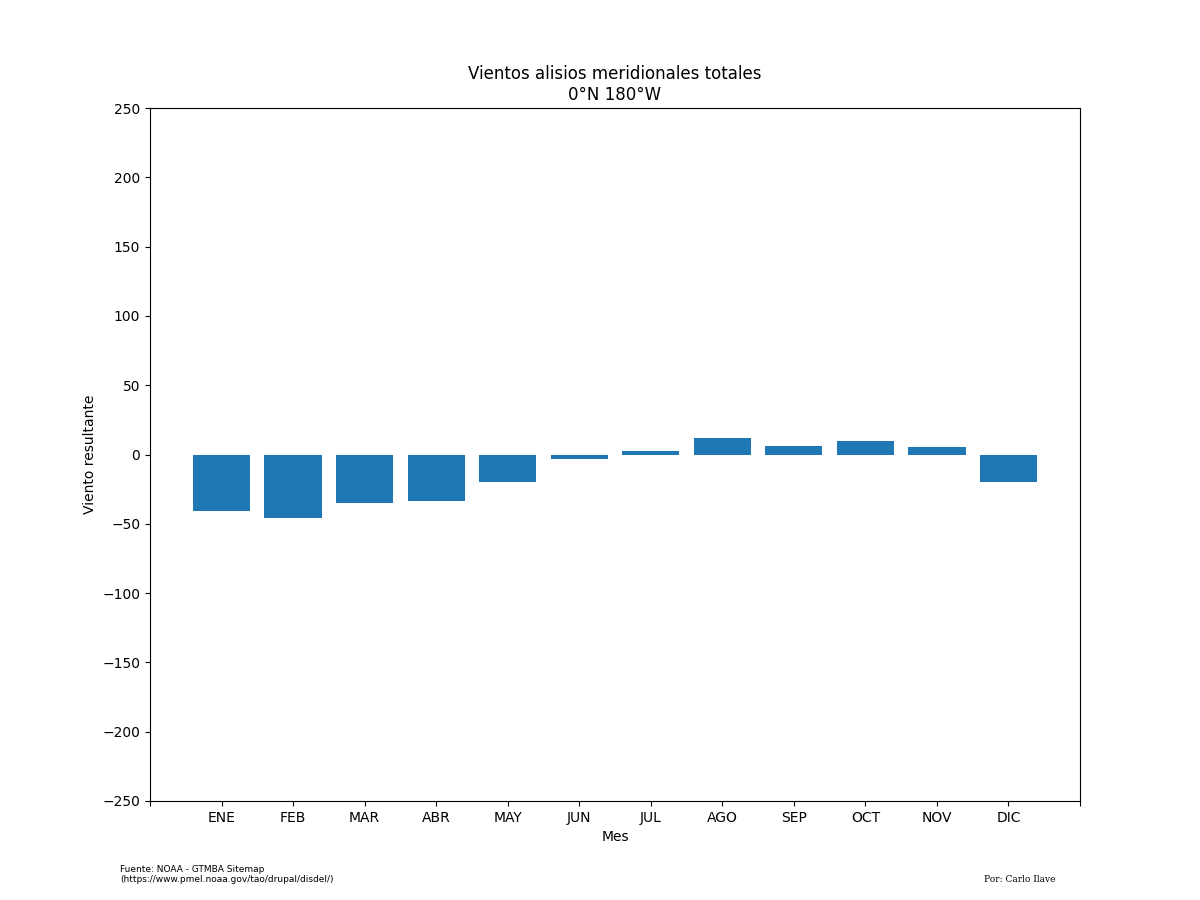 Vientos alisios meridionales totales
0°N 180°W
250
200
150
100
50
0
−50
−100
−150
−200
−250
Viento resultante
ENE FEB MAR ABR MAY JUN JUL AGO SEP OCT NOV DIC
Mes
Fuente: NOAA - GTMBA Sitemap
(https://www.pmel.noaa.gov/tao/drupal/disdel/)
Por: Carlo Ilave